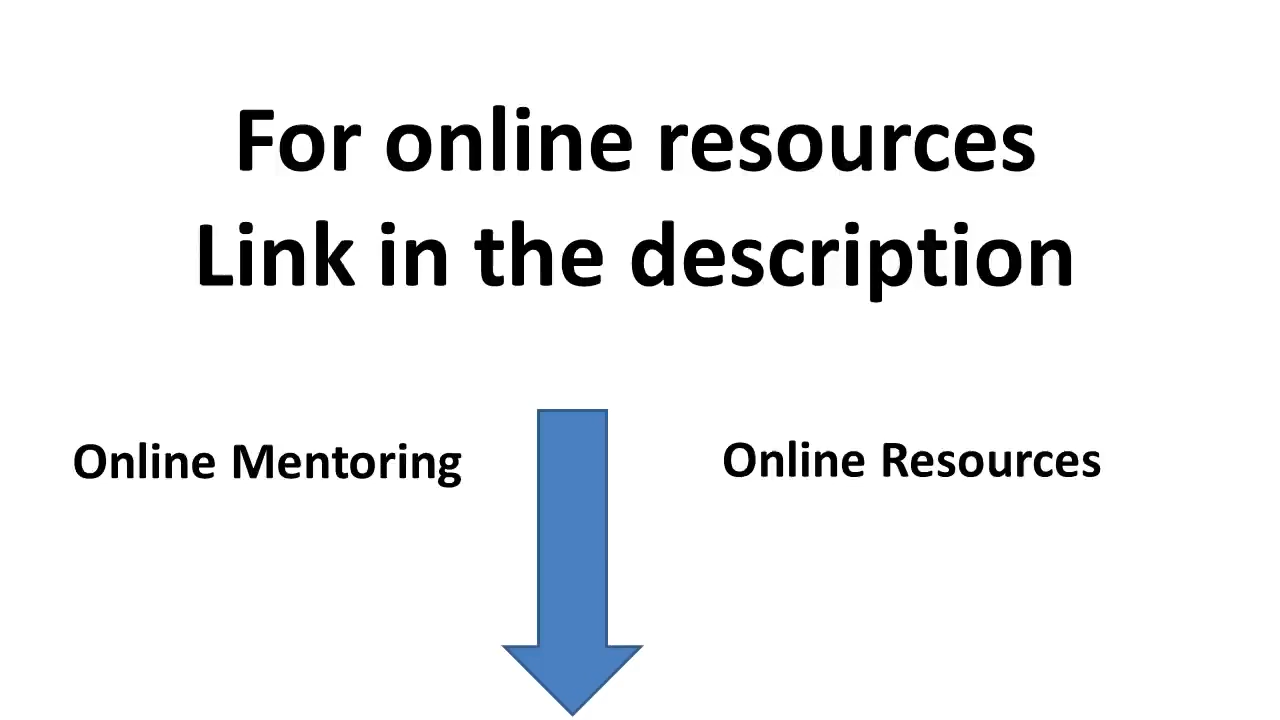 For online resources
Link in the description
Online Mentoring
Online Resources